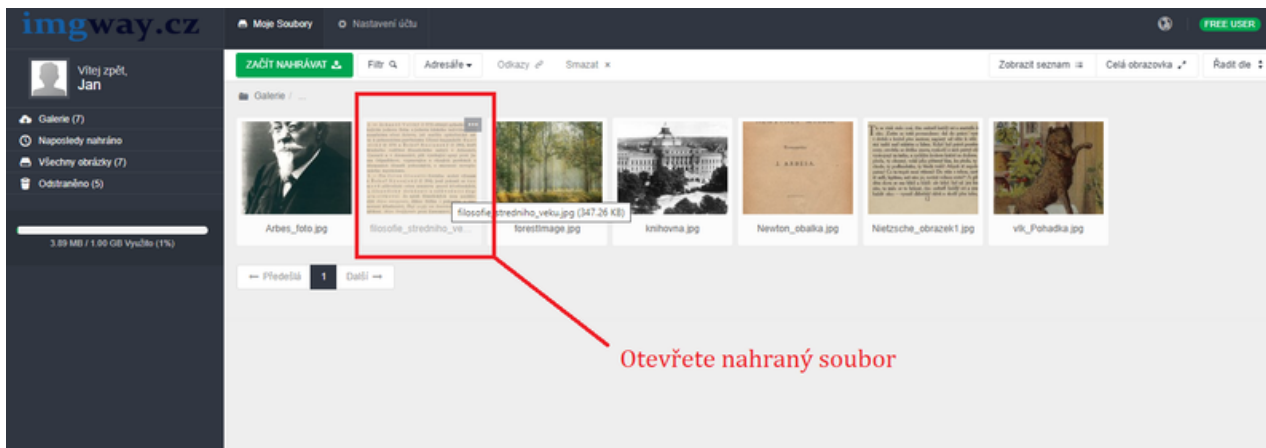 imgway.cz
Moje Soubory
Nastavení účtu
FREE USER
Vítej zpět,
Jan
ZAČÍT NAHRÁVAT
Filtr
Adresáře
Odkazy
Smazat
Zobrazit seznam
Celá obrazovka
Řadit dle
Galerie / ...
Galerie (7)
Naposledy nahráno
Všechny obrázky (7)
Odstraněno (5)
3.89 MB / 1.00 GB Využito (1%)
J. ARBESA.
filosofie_stredniho_veku.jpg (347.26 KB)
Arbes_foto.jpg
filosofie_stredniho_ve...
forestimage.jpg
knihovna.jpg
Newton_obalka.jpg
Nietzsche_obrazek1.jpg
vlk_Pohadka.jpg
← Předešlá
1
Další →
Otevřete nahraný soubor